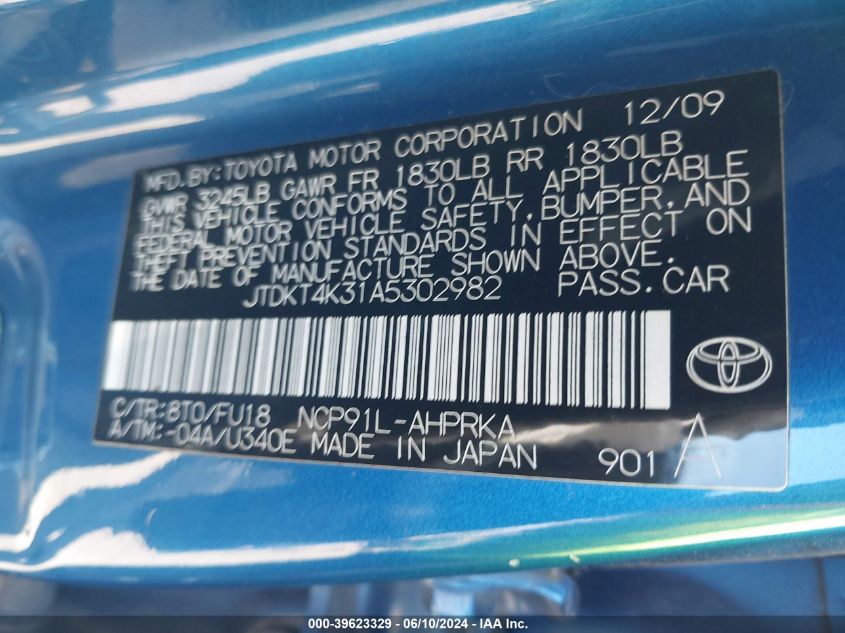 MFD.BY:TOYOTA MOTOR CORPORATION 12/09
GVWR 3245LB GAWR FR 1830LB RR 1830LB
THIS VEHICLE CONFORMS TO ALL APPLICABLE
FEDERAL MOTOR VEHICLE SAFETY,BUMPER,AND
THEFT PREVENTION STANDARDS IN EFFECT ON
THE DATE OF MANUFACTURE SHOWN ABOVE.
JTDKT4K31A5302982 PASS.CAR
C/TR:8T0/FU18 NCP91L-AHPRKA
A/TM:-04A/U340E MADE IN JAPAN 901 A
000-39623329 - 06/10/2024 - IAA Inc.